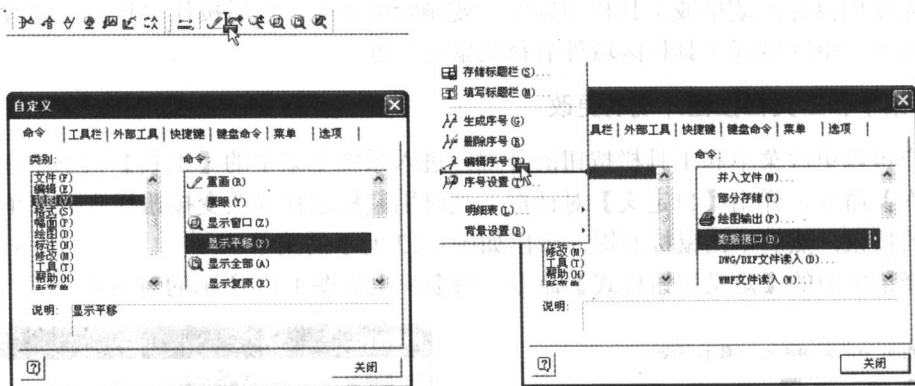 自定义
命令 | 工具栏 | 外部工具 | 快捷键 | 键盘命令 | 菜单 | 选项
类别:
文件(F)
编辑(E)
视图(V)
格式(S)
幅面(P)
绘图(D)
标注(N)
修改(M)
工具(T)
帮助(H)
新菜单
命令:
重画(R)
鹰眼(Y)
显示窗口(Z)
显示平移(P)
显示全部(A)
显示复原(R)
说明: 显示平移
关闭
存储标题栏(S)...
填写标题栏(W)
生成序号(G)
删除序号(D)
编辑序号(E)
序号设置(T)
明细表(L)
背景设置(B)
具栏 | 外部工具 | 快捷键 | 键盘命令 | 菜单 | 选项
命令:
并入文件(M)...
部分存储(T)
绘图输出(P)...
数据接口(D)
DWG/DXF文件读入(D)...
WMF文件读入(W)...
修改(M)
工具(T)
帮助(H)
新菜单
说明:
关闭